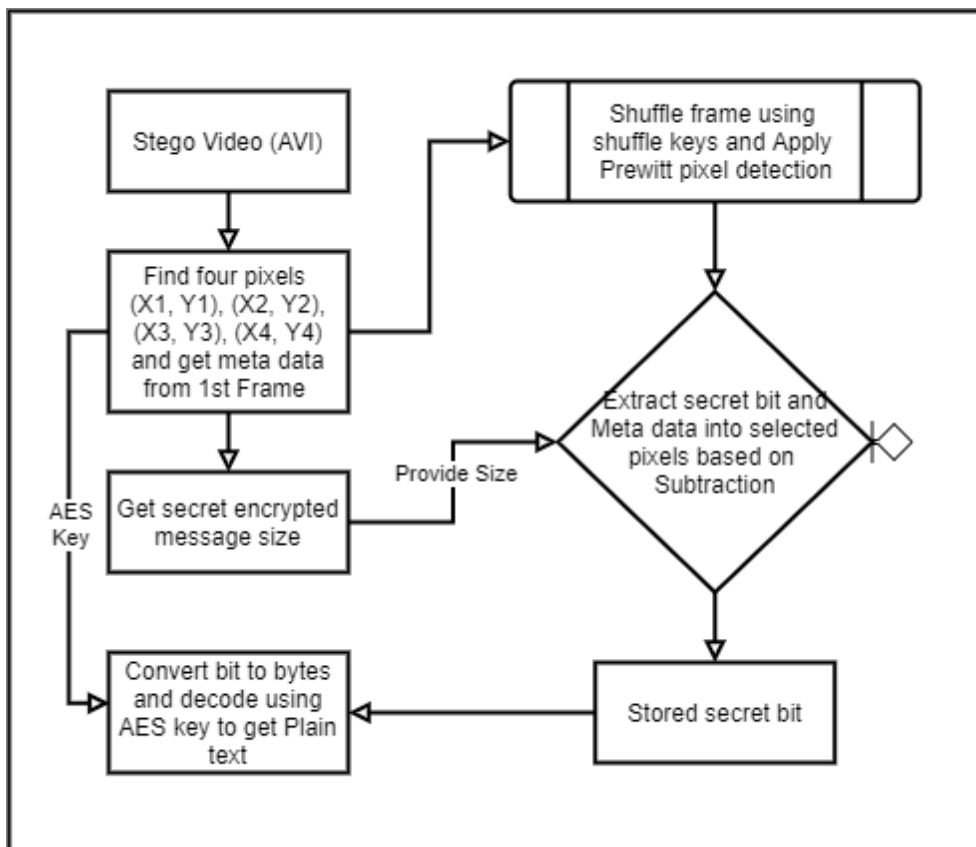 Stego Video (AVI)
Shuffle frame using
shuffle keys and Apply
Prewitt pixel detection
Find four pixels
(X1, Y1), (X2, Y2),
(X3, Y3), (X4, Y4)
and get meta data
from 1st Frame
Extract secret bit and
Meta data into selected
pixels based on
Subtraction
Provide Size
Get secret encrypted
message size
AES
Key
Convert bit to bytes
and decode using
AES key to get Plain
text
Stored secret bit